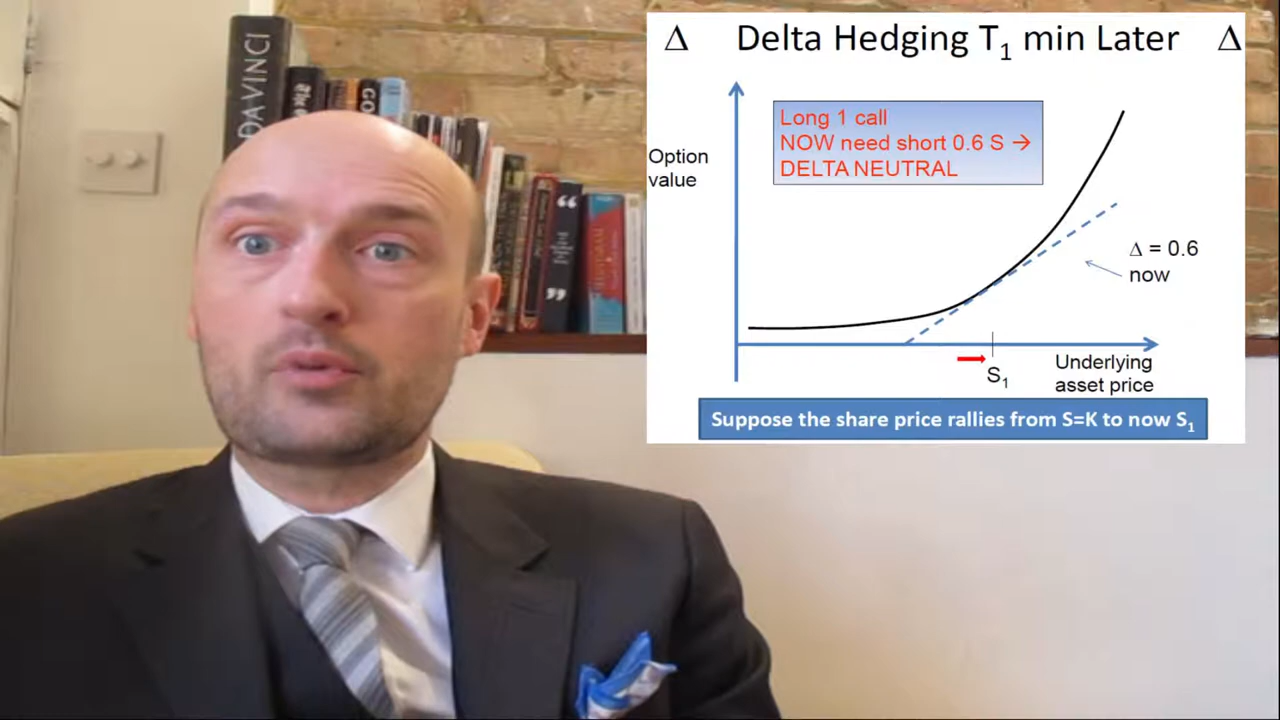 Δ Delta Hedging T₁ min Later Δ
Long 1 call
NOW need short 0.6 S →
DELTA NEUTRAL
Option
value
Δ = 0.6
now
S₁
Underlying
asset price
Suppose the share price rallies from S=K to now S₁
DA VINCI
GO